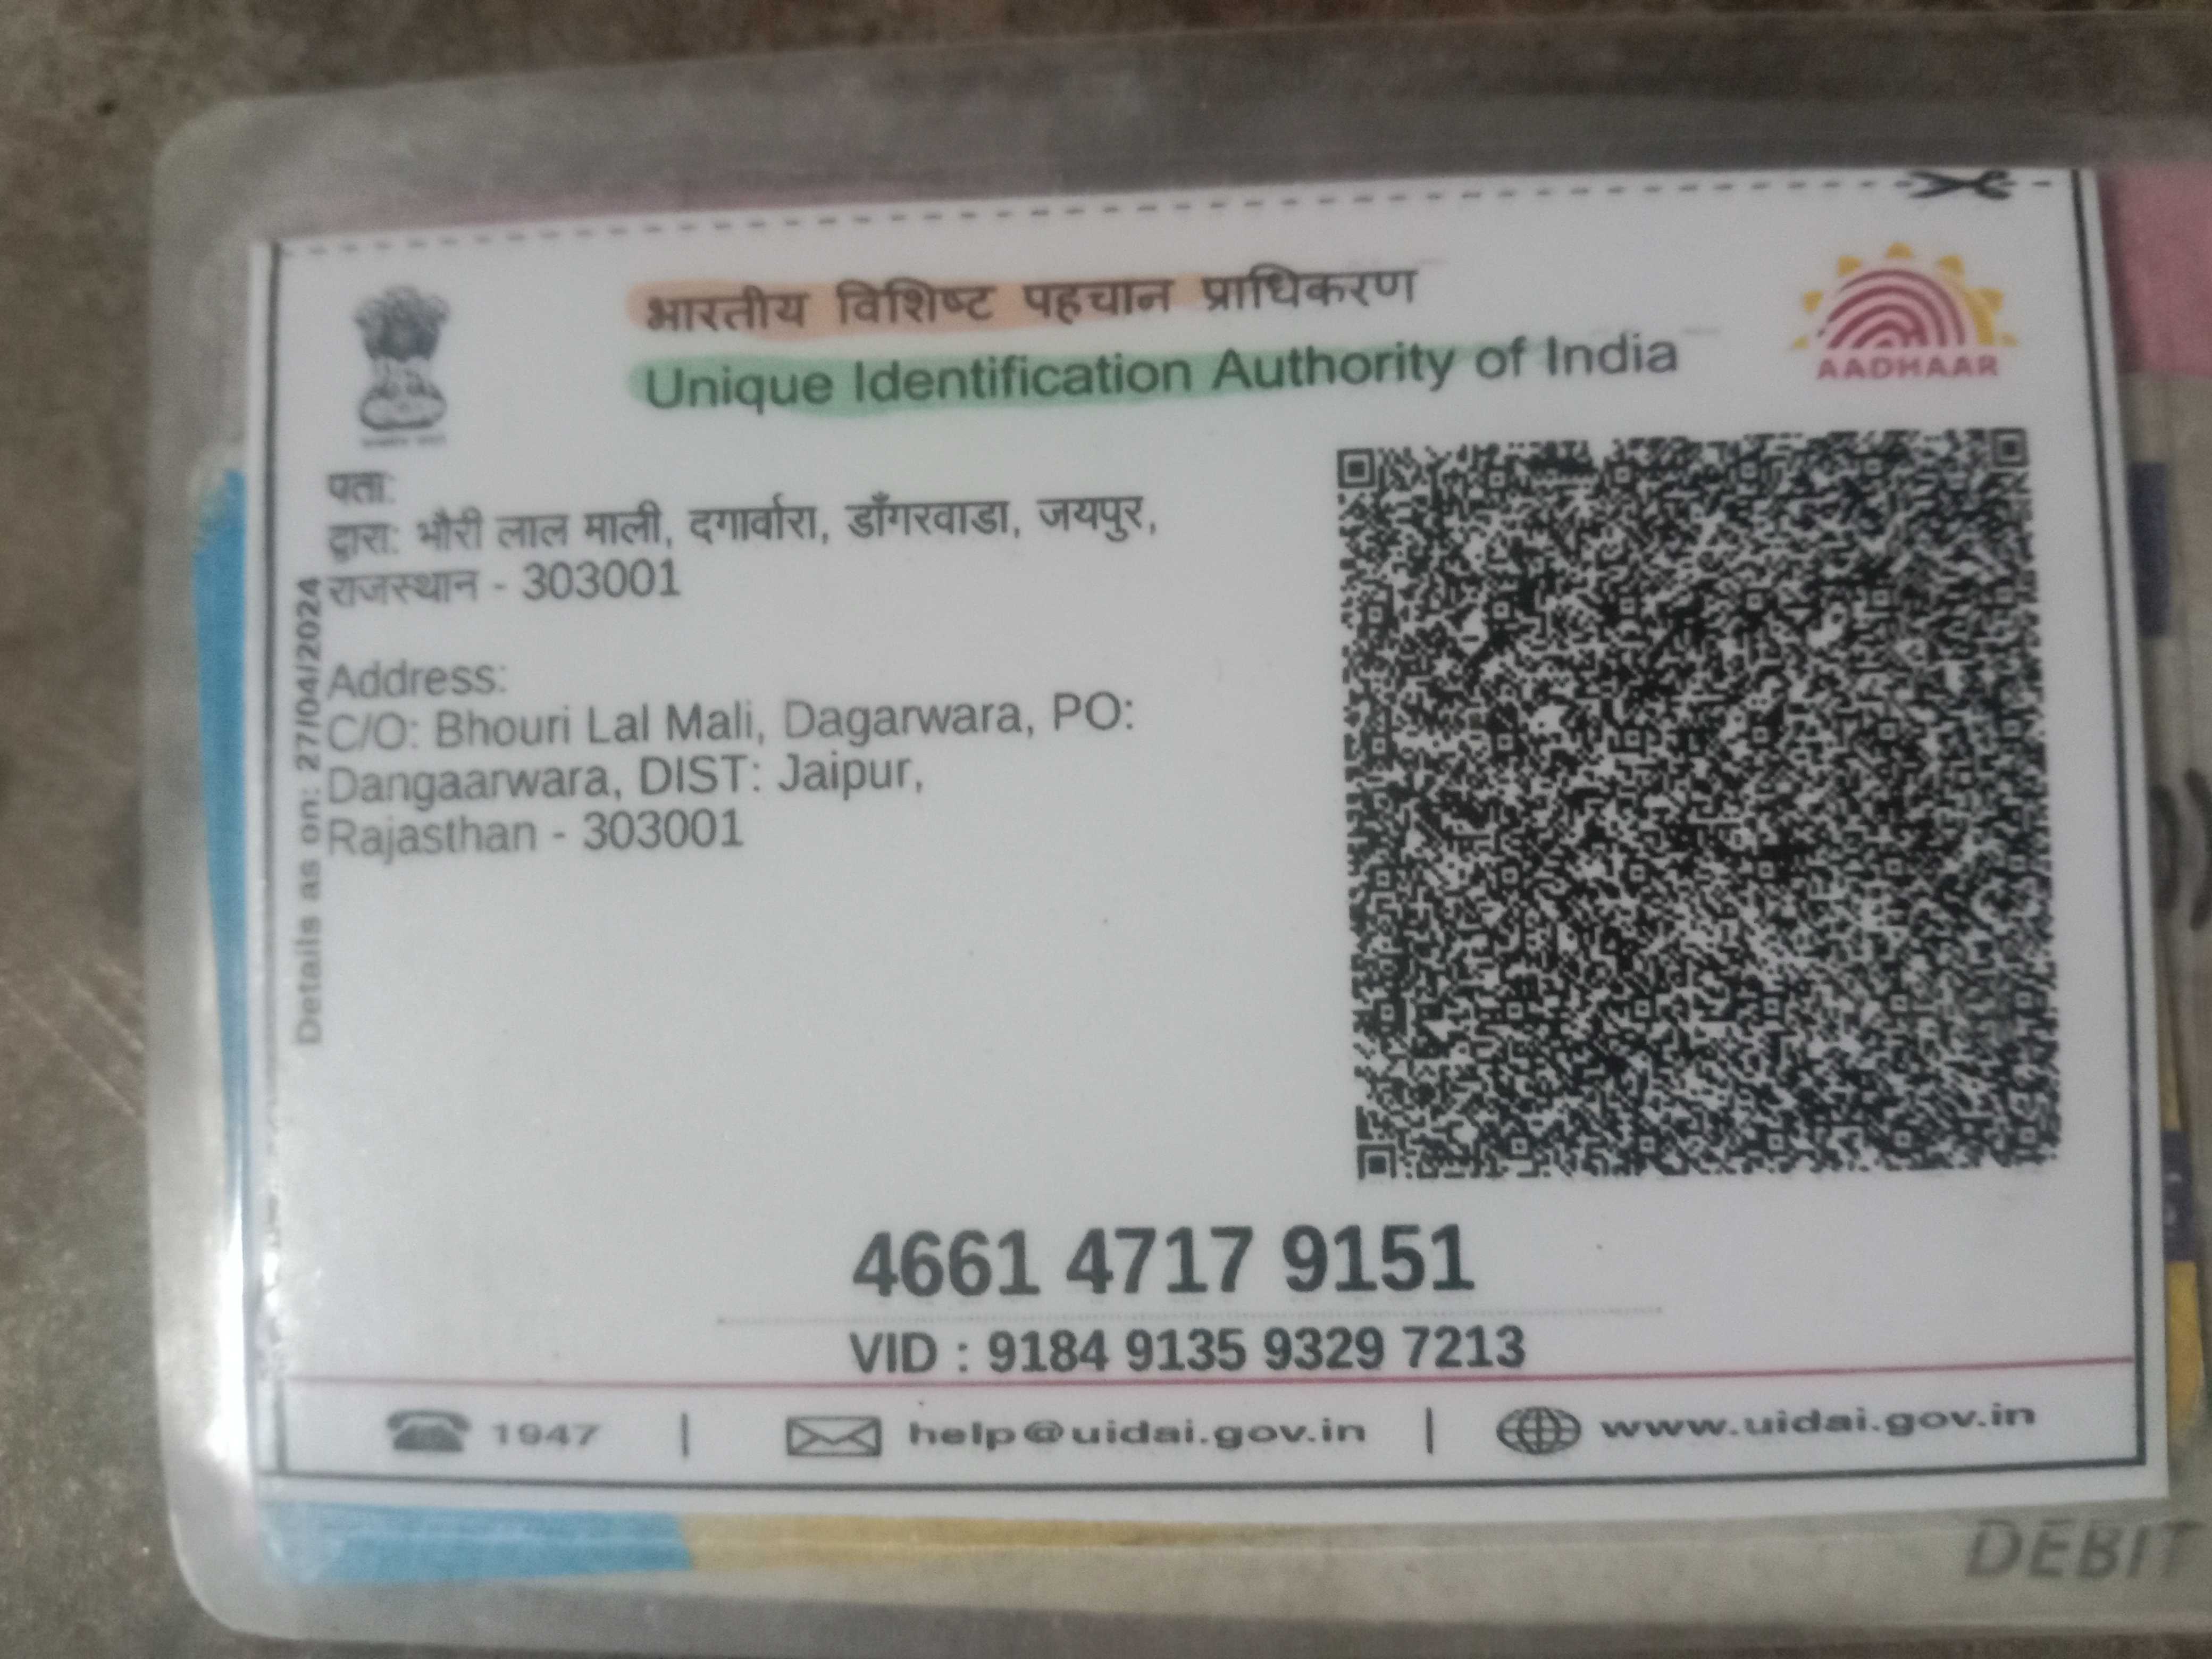 भारतीय विशिष्ट पहचान प्राधिकरण
Unique Identification Authority of India
AADHAAR
पता:
द्वारा: भौरी लाल माली, दगार्वारा, डाँगरवाडा, जयपुर,
राजस्थान - 303001
Address:
C/O: Bhouri Lal Mali, Dagarwara, PO:
Dangaarwara, DIST: Jaipur,
Rajasthan - 303001
Details as on: 27/04/2024
4661 4717 9151
VID : 9184 9135 9329 7213
1947 | help@uidai.gov.in | www.uidai.gov.in
DEBIT